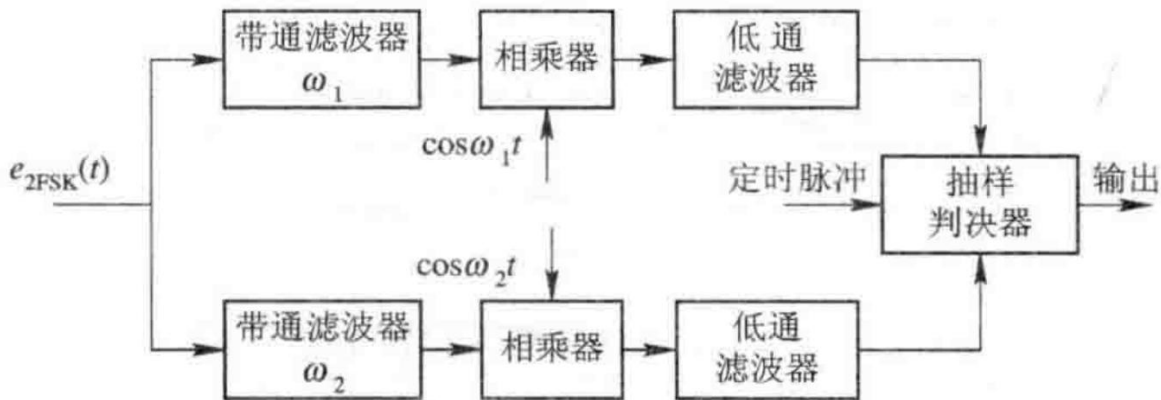 带通滤波器
ω₁
相乘器
低 通
滤波器
cosω₁t
e₂FSK(t)
定时脉冲
抽样
判决器
输出
cosω₂t
带通滤波器
ω₂
相乘器
低通
滤波器